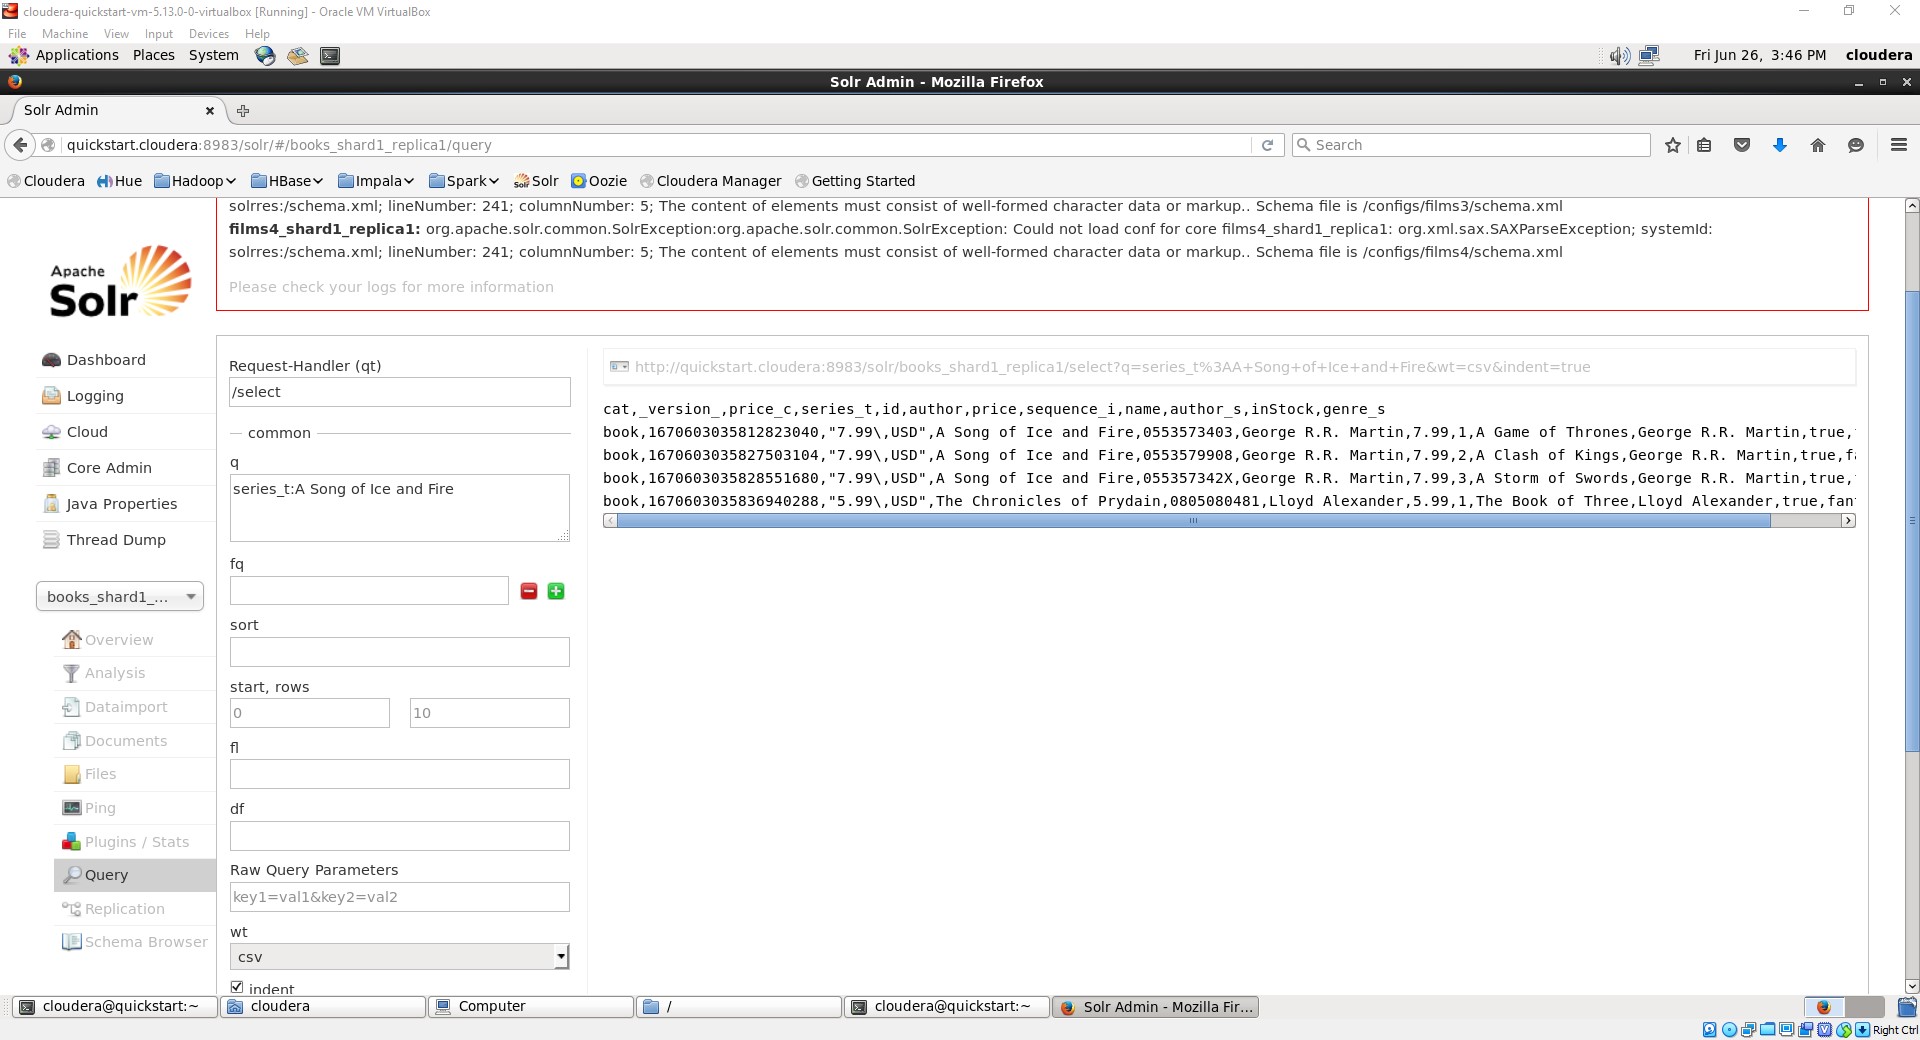 cloudera-quickstart-vm-5.13.0-0-virtualbox [Running] - Oracle VM VirtualBox
File Machine View Input Devices Help
Applications Places System Fri Jun 26, 3:46 PM cloudera
Solr Admin - Mozilla Firefox
Solr Admin
quickstart.cloudera:8983/solr/#/books_shard1_replica1/query Search
Cloudera Hue Hadoop HBase Impala Spark Solr Oozie Cloudera Manager Getting Started
solrres:/schema.xml; lineNumber: 241; columnNumber: 5; The content of elements must consist of well-formed character data or markup.. Schema file is /configs/films3/schema.xml
films4_shard1_replica1: org.apache.solr.common.SolrException:org.apache.solr.common.SolrException: Could not load conf for core films4_shard1_replica1: org.xml.sax.SAXParseException; systemId:
solrres:/schema.xml; lineNumber: 241; columnNumber: 5; The content of elements must consist of well-formed character data or markup.. Schema file is /configs/films4/schema.xml
Please check your logs for more information
Apache
Solr
Dashboard
Logging
Cloud
Core Admin
Java Properties
Thread Dump
books_shard1_...
Overview
Analysis
Dataimport
Documents
Files
Ping
Plugins / Stats
Query
Replication
Schema Browser
Request-Handler (qt)
/select
common
q
series_t:A Song of Ice and Fire
fq
sort
start, rows
0 10
fl
df
Raw Query Parameters
key1=val1&key2=val2
wt
csv
indent
http://quickstart.cloudera:8983/solr/books_shard1_replica1/select?q=series_t%3AA+Song+of+Ice+and+Fire&wt=csv&indent=true
cat,_version_,price_c,series_t,id,author,price,sequence_i,name,author_s,inStock,genre_s
book,1670603035812823040,"7.99\,USD",A Song of Ice and Fire,0553573403,George R.R. Martin,7.99,1,A Game of Thrones,George R.R. Martin,true,
book,1670603035827503104,"7.99\,USD",A Song of Ice and Fire,0553579908,George R.R. Martin,7.99,2,A Clash of Kings,George R.R. Martin,true,fa
book,1670603035828551680,"7.99\,USD",A Song of Ice and Fire,055357342X,George R.R. Martin,7.99,3,A Storm of Swords,George R.R. Martin,true,
book,1670603035836940288,"5.99\,USD",The Chronicles of Prydain,0805080481,Lloyd Alexander,5.99,1,The Book of Three,Lloyd Alexander,true,fan
cloudera@quickstart:~ cloudera Computer / cloudera@quickstart:~ Solr Admin - Mozilla Fir...
Right Ctrl